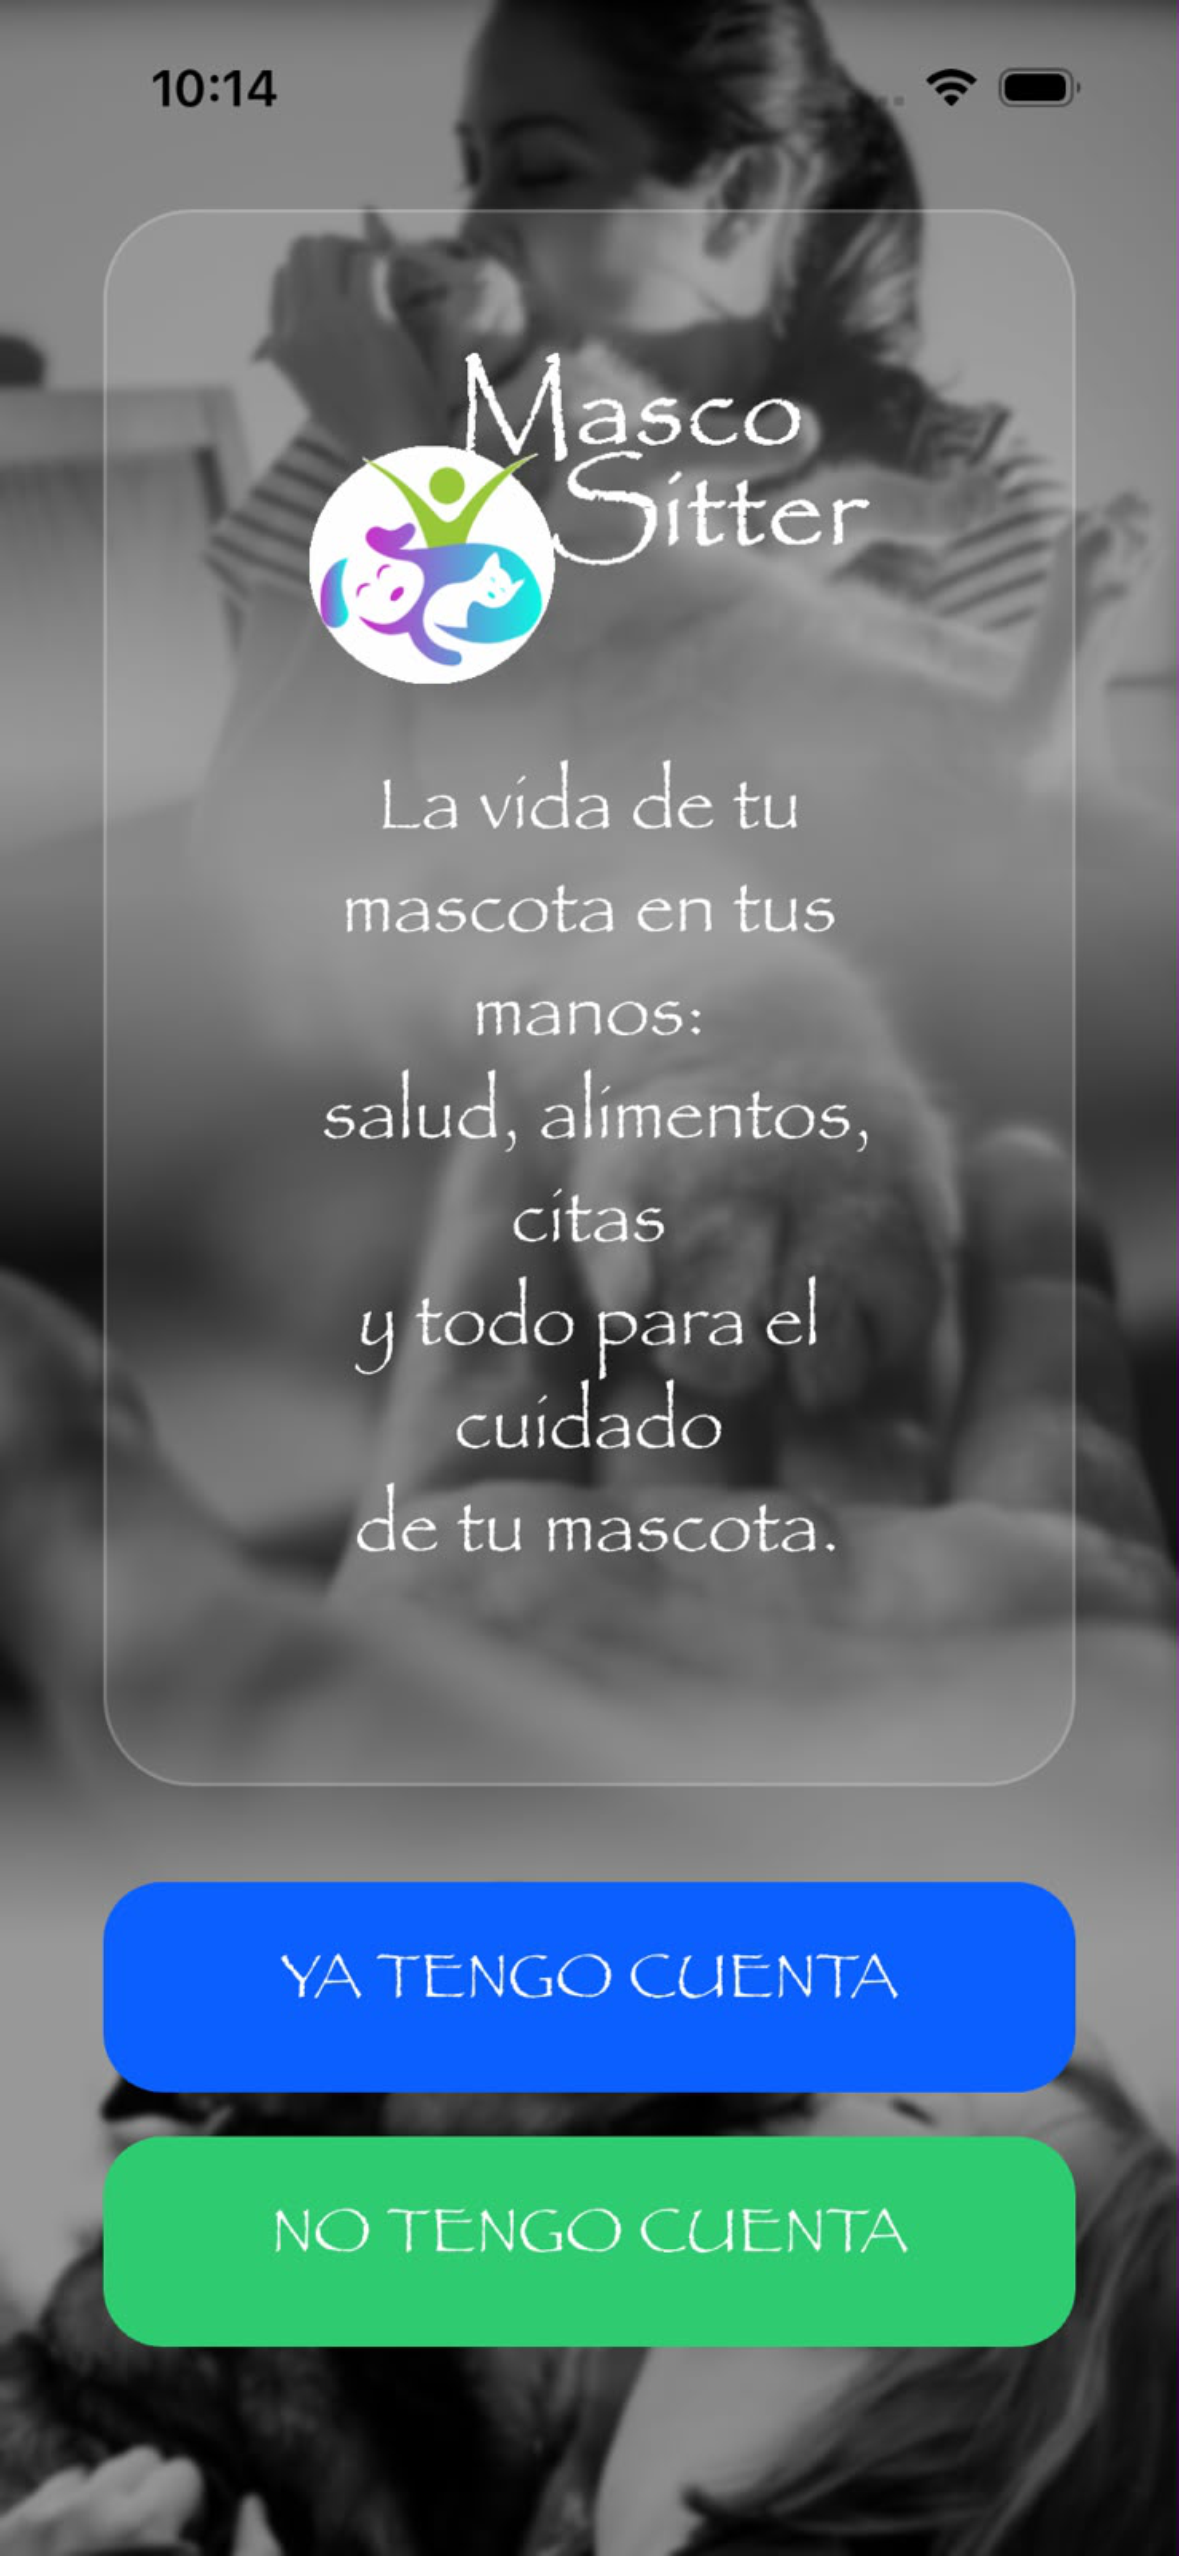 10:14
Masco
Sitter
La vida de tu
mascota en tus
manos:
salud, alimentos,
citas
y todo para el
cuidado
de tu mascota.
YA TENGO CUENTA
NO TENGO CUENTA